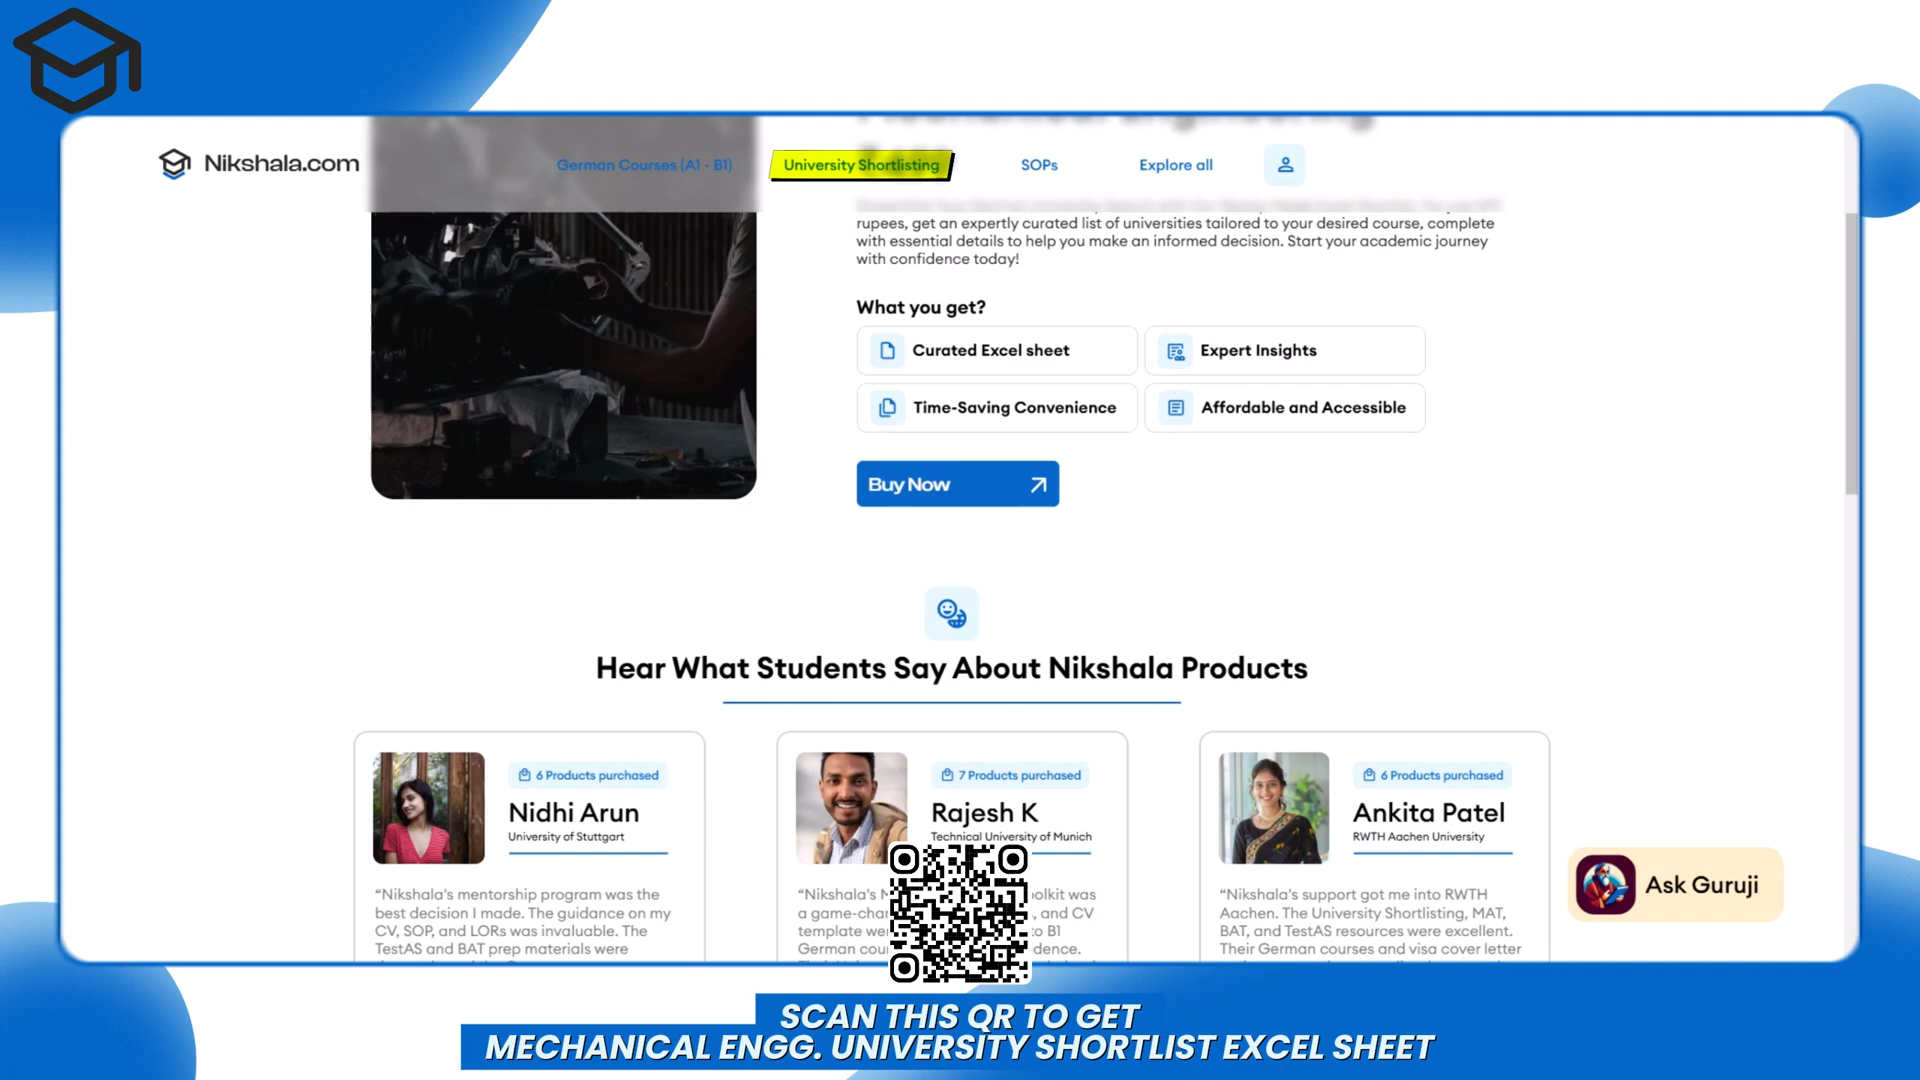 Nikshala.com
German Courses (A1 - B1)
University Shortlisting
SOPs
Explore all
rupees, get an expertly curated list of universities tailored to your desired course, complete
with essential details to help you make an informed decision. Start your academic journey
with confidence today!
What you get?
Curated Excel sheet
Expert Insights
Time-Saving Convenience
Affordable and Accessible
Buy Now
Hear What Students Say About Nikshala Products
6 Products purchased
Nidhi Arun
University of Stuttgart
“Nikshala's mentorship program was the
best decision I made. The guidance on my
CV, SOP, and LORs was invaluable. The
TestAS and BAT prep materials were
7 Products purchased
Rajesh K
Technical University of Munich
“Nikshala's
a
, and CV
template
to B1
German
6 Products purchased
Ankita Patel
RWTH Aachen University
“Nikshala's support got me into RWTH
Aachen. The University Shortlisting, MAT,
BAT, and TestAS resources were excellent.
Their German courses and visa cover letter
Ask Guruji
SCAN THIS QR TO GET
MECHANICAL ENGG. UNIVERSITY SHORTLIST EXCEL SHEET